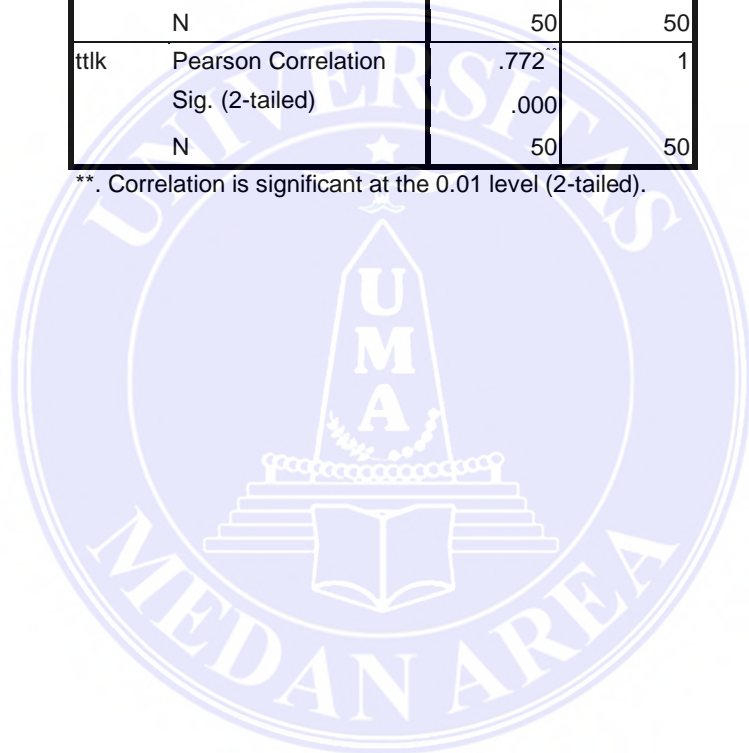 N 50 50
ttlk Pearson Correlation .772** 1
Sig. (2-tailed) .000
N 50 50
**. Correlation is significant at the 0.01 level (2-tailed).
UNIVERSITAS
U
M
A
MEDAN AREA